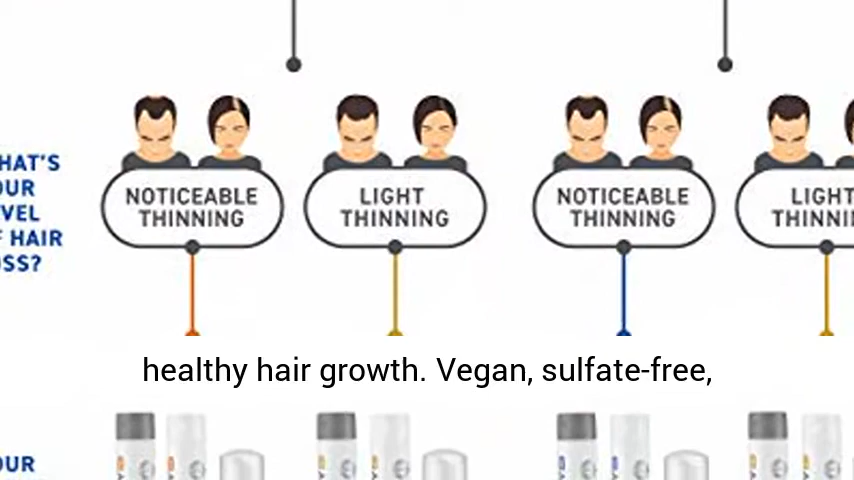 HAT'S
OUR
VEL
F HAIR
OSS?
NOTICEABLE
THINNING
LIGHT
THINNING
NOTICEABLE
THINNING
LIGHT
THINNI
healthy hair growth. Vegan, sulfate-free,
OUR